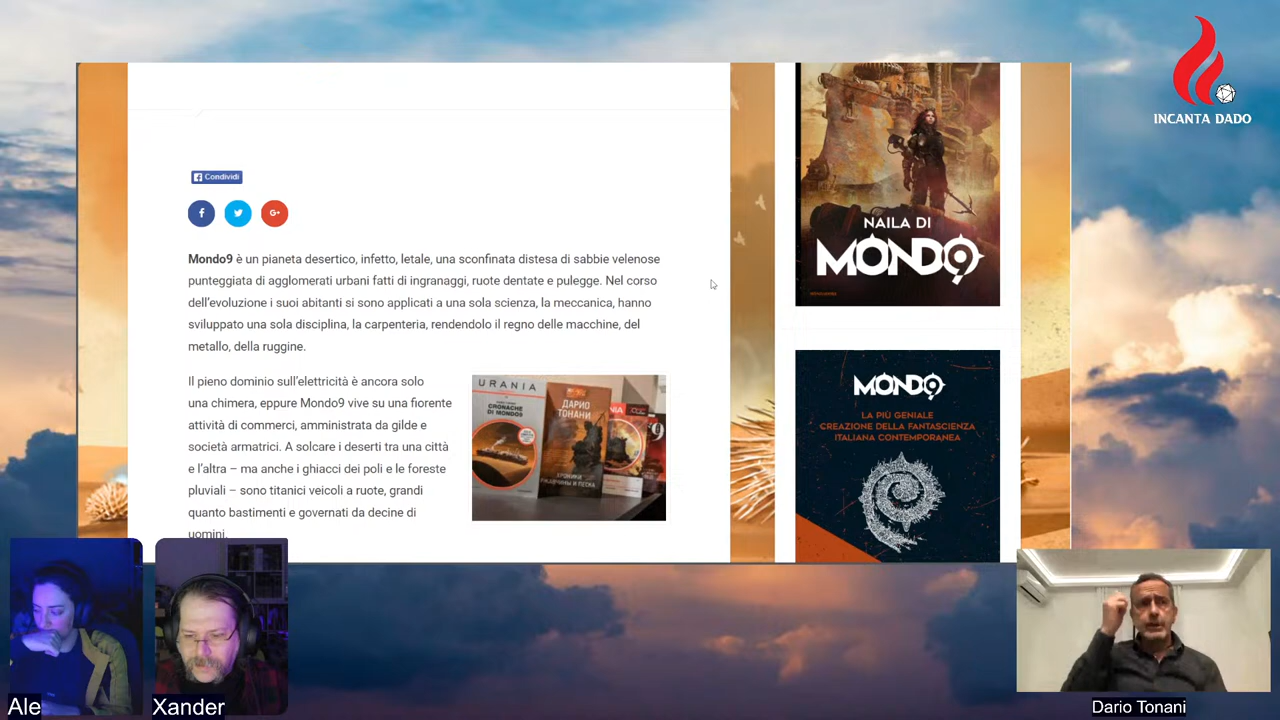 INCANTA DADO
Condividi
Mondo9 è un pianeta desertico, infetto, letale, una sconfinata distesa di sabbie velenose
punteggiata di agglomerati urbani fatti di ingranaggi, ruote dentate e pulegge. Nel corso
dell'evoluzione i suoi abitanti si sono applicati a una sola scienza, la meccanica, hanno
sviluppato una sola disciplina, la carpenteria, rendendolo il regno delle macchine, del
metallo, della ruggine.
Il pieno dominio sull'elettricità è ancora solo
una chimera, eppure Mondo9 vive su una fiorente
attività di commerci, amministrata da gilde e
società armatrici. A solcare i deserti tra una città
e l'altra – ma anche i ghiacci dei poli e le foreste
pluviali – sono titanici veicoli a ruote, grandi
quanto bastimenti e governati da decine di
uomini.
URANIA
CRONACHE
DI MONDO9
ДАРИО
ТОНАНИ
ХРОНИКИ
NAILA DI
MONDO9
MONDO9
LA PIÙ GENIALE
CREAZIONE DELLA FANTASCIENZA
ITALIANA CONTEMPORANEA
Ale
Xander
Dario Tonani